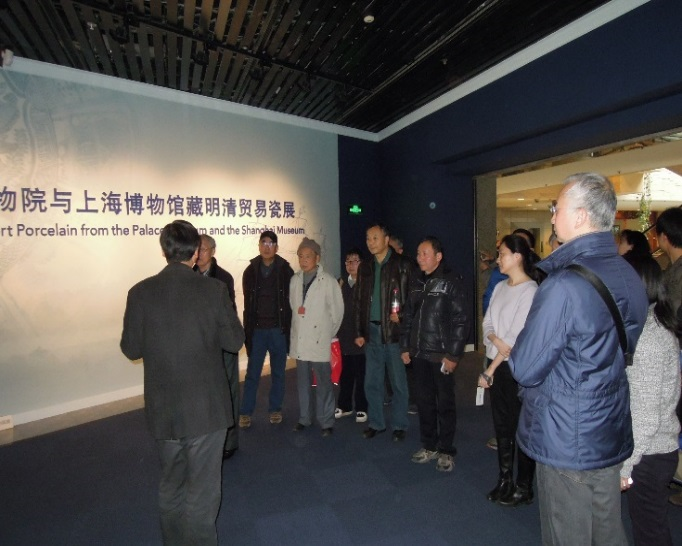 物院与上海博物馆藏明清贸易瓷展
rt Porcelain from the Palace um and the Shanghai Museum